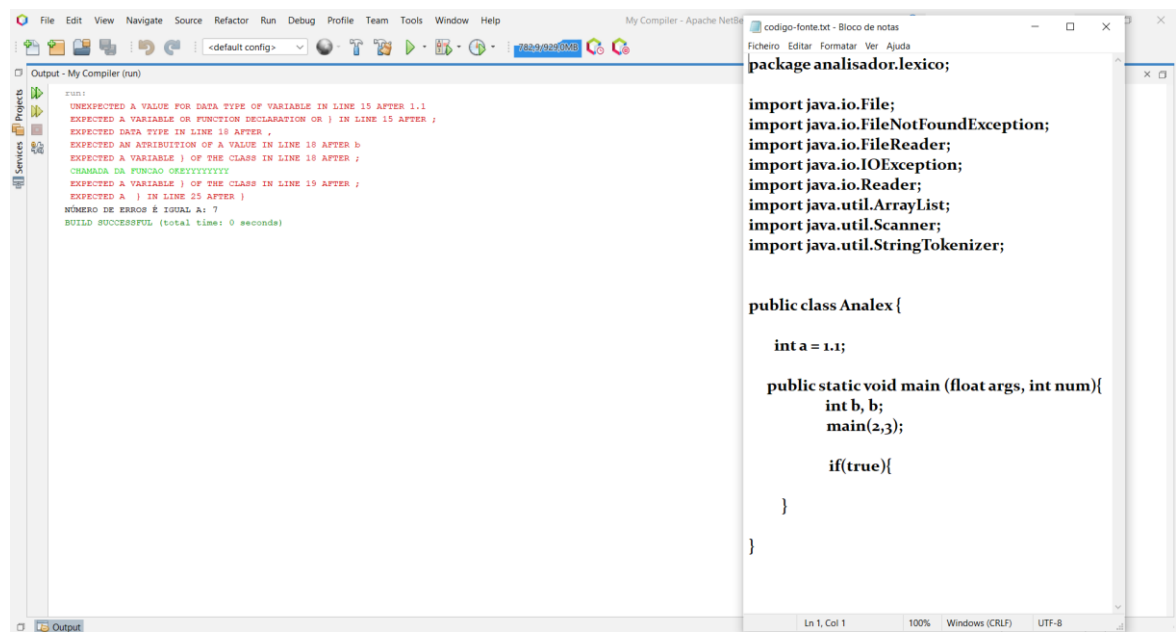 File Edit View Navigate Source Refactor Run Debug Profile Team Tools Window Help
My Compiler - Apache NetBe
<default config>
782.9/929.0MB
Output - My Compiler (run)
Projects
Services
run:
UNEXPECTED A VALUE FOR DATA TYPE OF VARIABLE IN LINE 15 AFTER 1.1
EXPECTED A VARIABLE OR FUNCTION DECLARATION OR } IN LINE 15 AFTER ;
EXPECTED DATA TYPE IN LINE 18 AFTER ,
EXPECTED AN ATRIBUITION OF A VALUE IN LINE 18 AFTER b
EXPECTED A VARIABLE } OF THE CLASS IN LINE 18 AFTER ;
CHAMADA DA FUNCAO OKEYYYYYYY
EXPECTED A VARIABLE } OF THE CLASS IN LINE 19 AFTER ;
EXPECTED A } IN LINE 25 AFTER }
NÚMERO DE ERROS É IGUAL A: 7
BUILD SUCCESSFUL (total time: 0 seconds)
Output
codigo-fonte.txt - Bloco de notas
Ficheiro Editar Formatar Ver Ajuda
package analisador.lexico;
import java.io.File;
import java.io.FileNotFoundException;
import java.io.FileReader;
import java.io.IOException;
import java.io.Reader;
import java.util.ArrayList;
import java.util.Scanner;
import java.util.StringTokenizer;
public class Analex {
int a = 1.1;
public static void main (float args, int num){
int b, b;
main(2,3);
if(true){
}
}
Ln 1, Col 1 100% Windows (CRLF) UTF-8